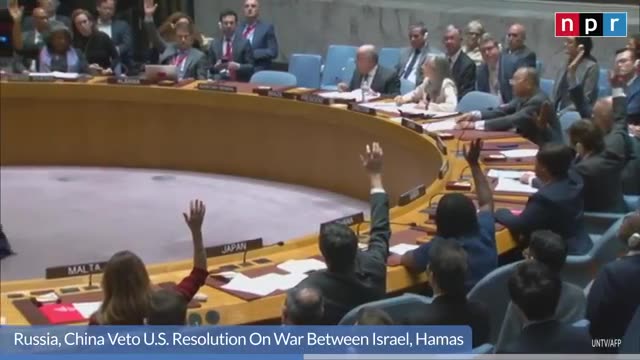 npr
JAPAN
MALTA
Russia, China Veto U.S. Resolution On War Between Israel, Hamas
UNTV/AFP